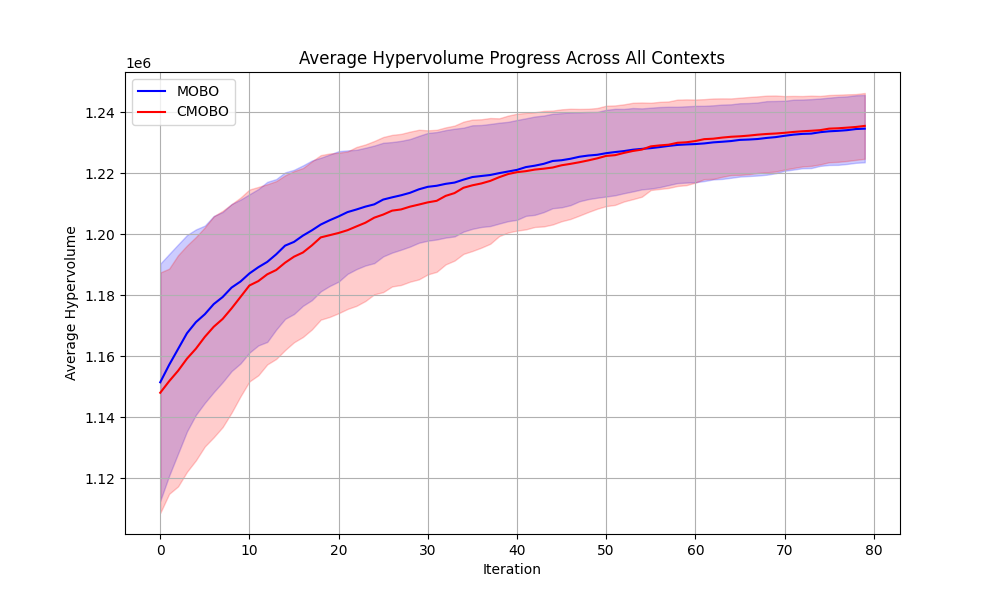 Average Hypervolume Progress Across All Contexts
1e6
MOBO
CMOBO
1.24
1.22
1.20
1.18
1.16
1.14
1.12
Average Hypervolume
0 10 20 30 40 50 60 70 80
Iteration